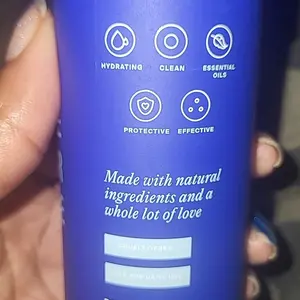 HYDRATING
CLEAN
ESSENTIAL
OILS
PROTECTIVE
EFFECTIVE
Made with natural
ingredients and a
whole lot of love